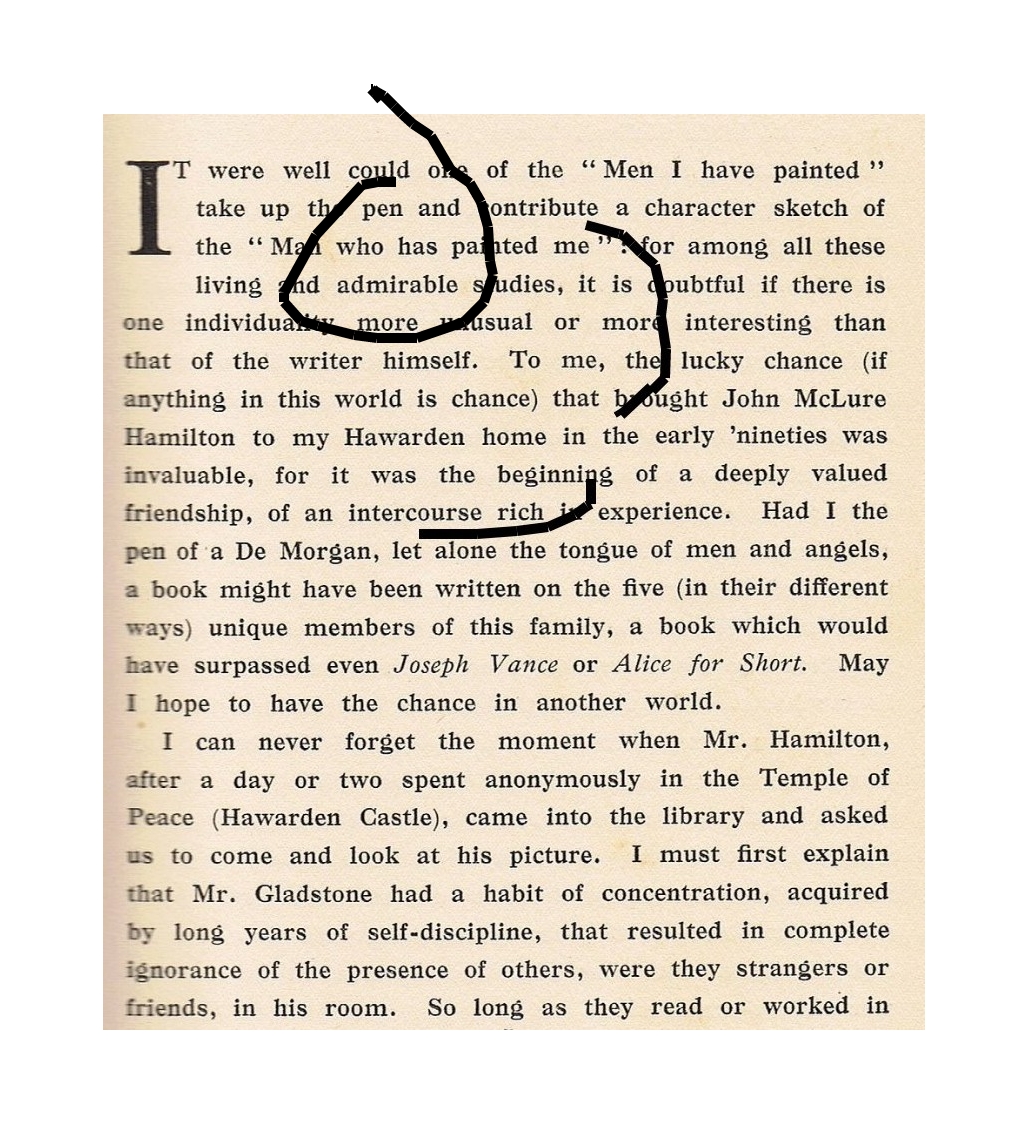 IT were well could one of the “Men I have painted”
take up the pen and contribute a character sketch of
the “Man who has painted me”? for among all these
living and admirable studies, it is doubtful if there is
one individuality more unusual or more interesting than
that of the writer himself. To me, the lucky chance (if
anything in this world is chance) that brought John McLure
Hamilton to my Hawarden home in the early ’nineties was
invaluable, for it was the beginning of a deeply valued
friendship, of an intercourse rich in experience. Had I the
pen of a De Morgan, let alone the tongue of men and angels,
a book might have been written on the five (in their different
ways) unique members of this family, a book which would
have surpassed even Joseph Vance or Alice for Short. May
I hope to have the chance in another world.
I can never forget the moment when Mr. Hamilton,
after a day or two spent anonymously in the Temple of
Peace (Hawarden Castle), came into the library and asked
us to come and look at his picture. I must first explain
that Mr. Gladstone had a habit of concentration, acquired
by long years of self-discipline, that resulted in complete
ignorance of the presence of others, were they strangers or
friends, in his room. So long as they read or worked in